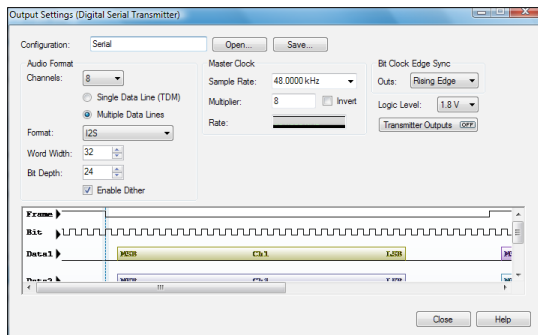 Output Settings (Digital Serial Transmitter)
Configuration: Serial Open... Save...
Audio Format
Channels: 8
Single Data Line (TDM)
Multiple Data Lines
Format: I2S
Word Width: 32
Bit Depth: 24
Enable Dither
Master Clock
Sample Rate: 48.0000 kHz
Multiplier: 8 Invert
Rate:
Bit Clock Edge Sync
Outs: Rising Edge
Logic Level: 1.8 V
Transmitter Outputs OFF
Frame
Bit
Data1 MSB Ch1 LSB
Close Help